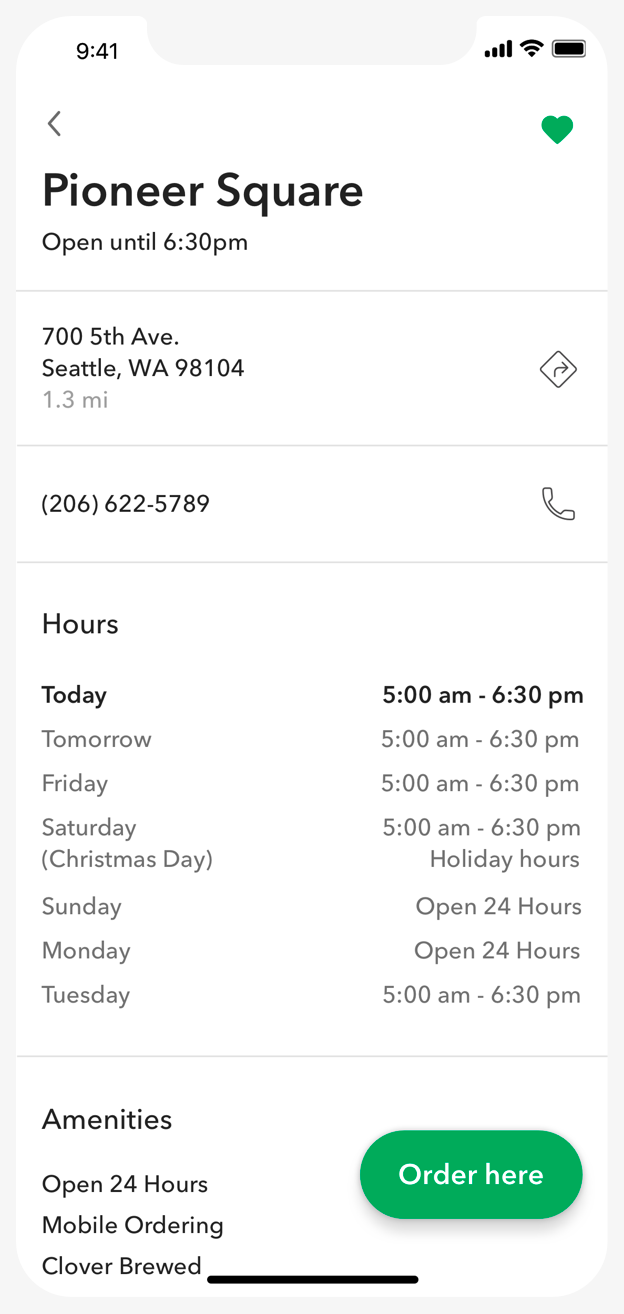 9:41
Pioneer Square
Open until 6:30pm
700 5th Ave.
Seattle, WA 98104
1.3 mi
(206) 622-5789
Hours
Today 5:00 am - 6:30 pm
Tomorrow 5:00 am - 6:30 pm
Friday 5:00 am - 6:30 pm
Saturday 5:00 am - 6:30 pm
(Christmas Day) Holiday hours
Sunday Open 24 Hours
Monday Open 24 Hours
Tuesday 5:00 am - 6:30 pm
Amenities
Order here
Open 24 Hours
Mobile Ordering
Clover Brewed